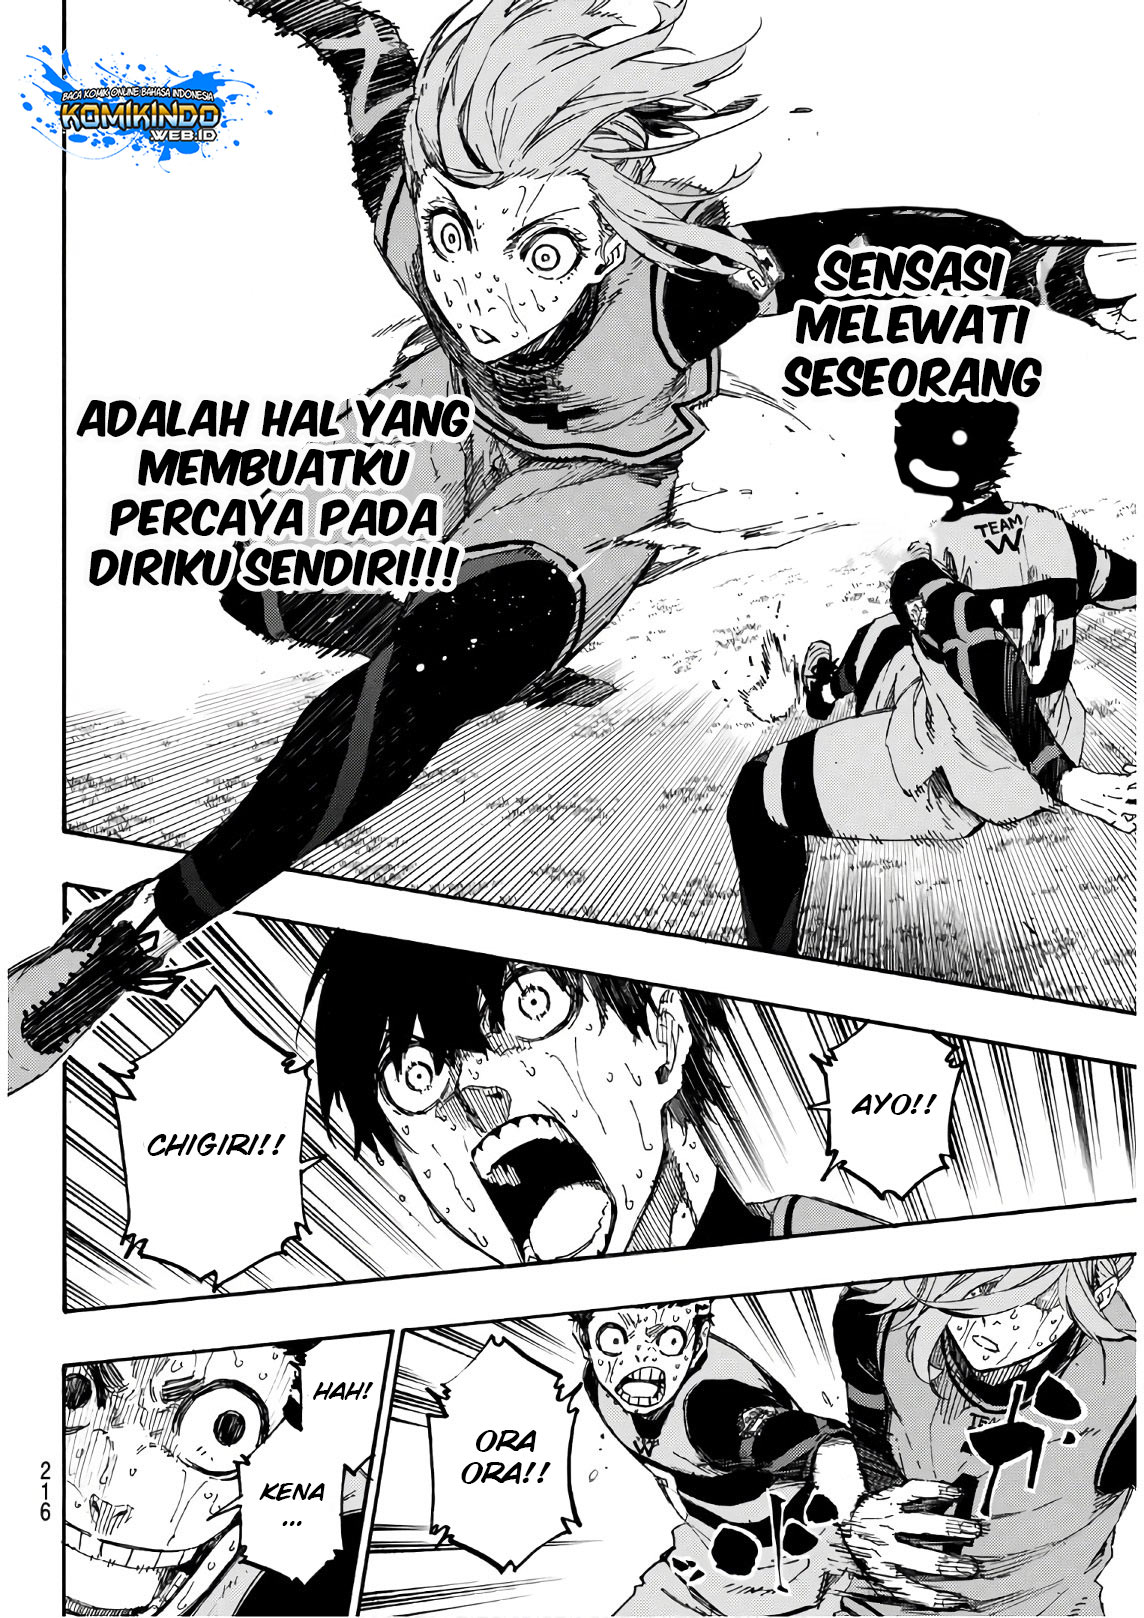 BACA KOMIK ONLINE BAHASA INDONESIA
KOMIKINDO
WEB.ID
SENSASI
MELEWATI
SESEORANG
ADALAH HAL YANG
MEMBUATKU
PERCAYA PADA
DIRIKU SENDIRI!!!
TEAM
W
AYO!!
CHIGIRI!!
TEAM
ORA
ORA!!
HAH!
KENA
...
216